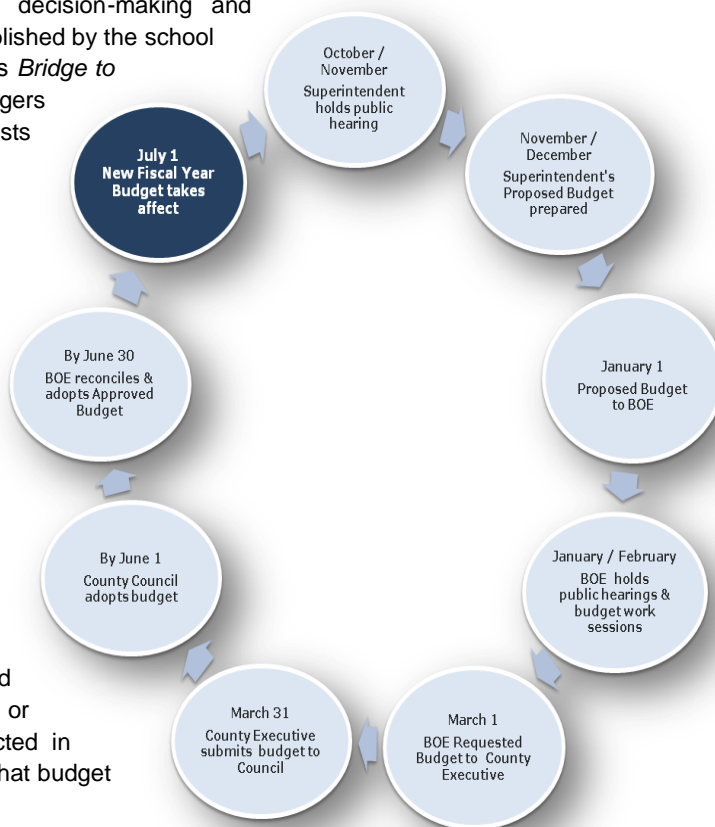 decision-making and
blished by the school
s Bridge to
gers
sts
October /
November
Superintendent
holds public
hearing
November /
December
Superintendent's
Proposed Budget
prepared
January 1
Proposed Budget
to BOE
January / February
BOE holds
public hearings &
budget work
sessions
March 1
BOE Requested
Budget to County
Executive
March 31
County Executive
submits budget to
Council
By June 1
County Council
adopts budget
By June 30
BOE reconciles &
adopts Approved
Budget
July 1
New Fiscal Year
Budget takes
affect
d
or
cted in
hat budget